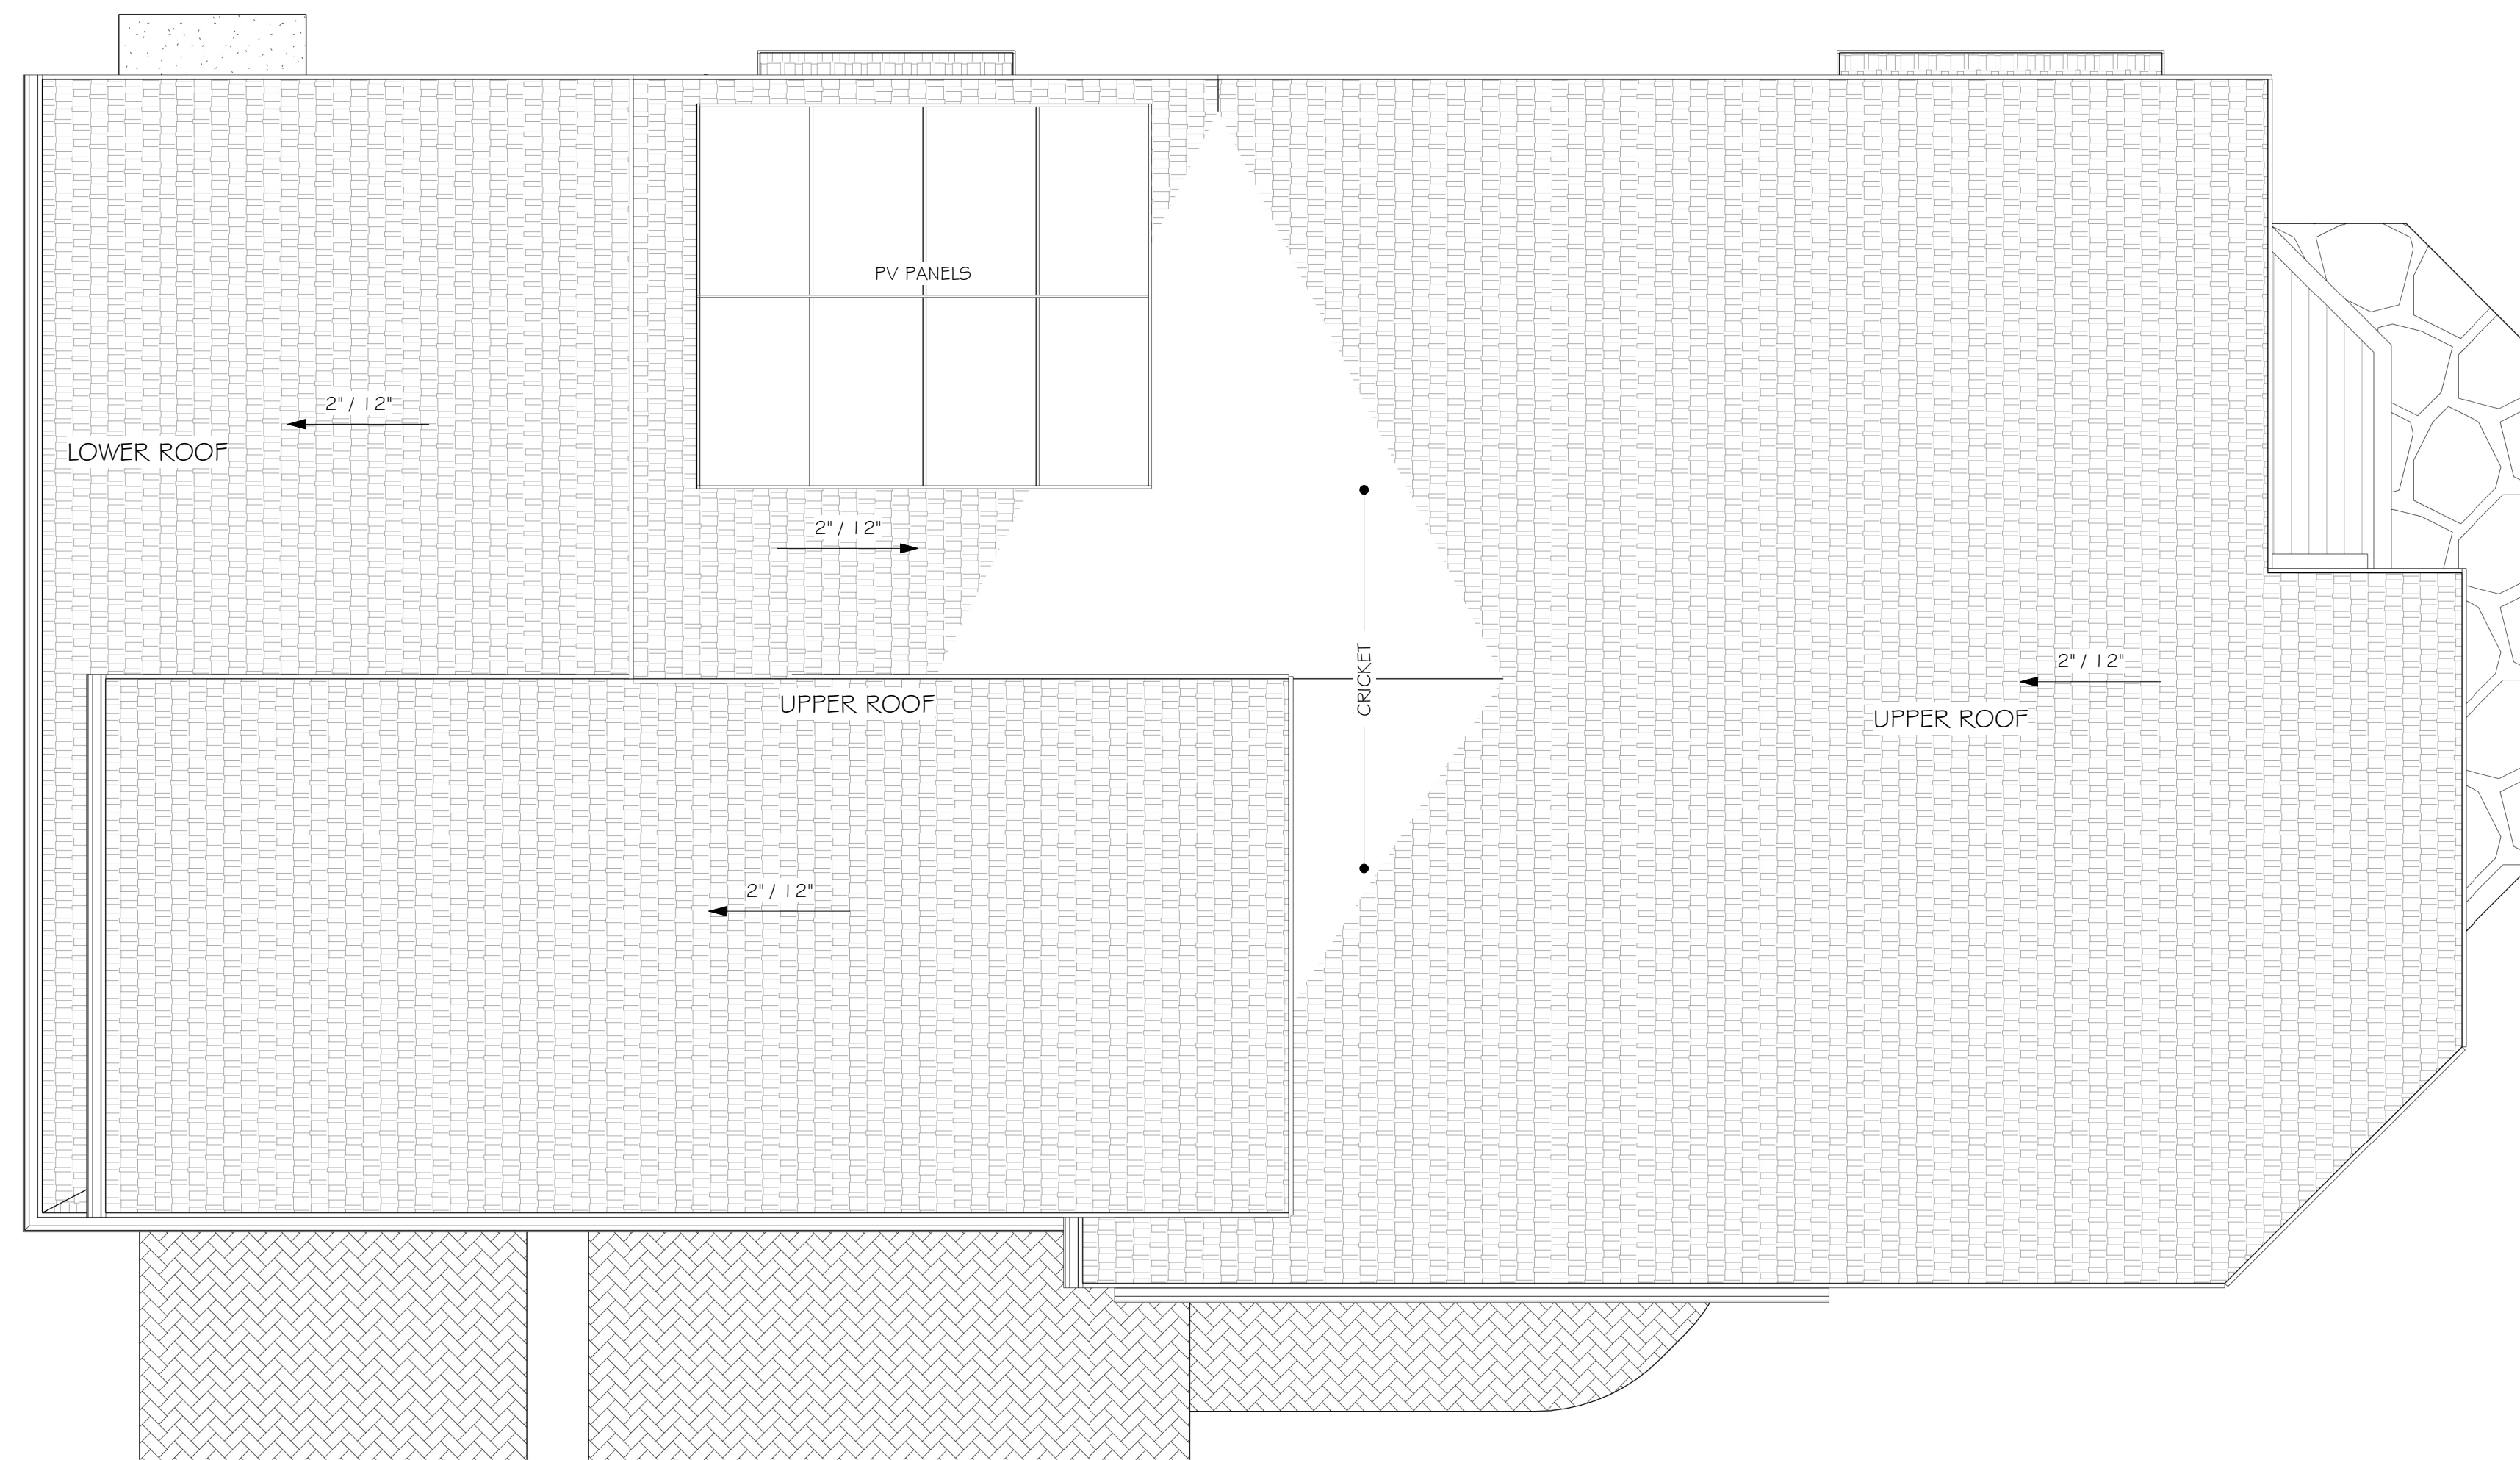 PV PANELS
2" / 12"
LOWER ROOF
2" / 12"
CRICKET
2" / 12"
UPPER ROOF
UPPER ROOF
2" / 12"